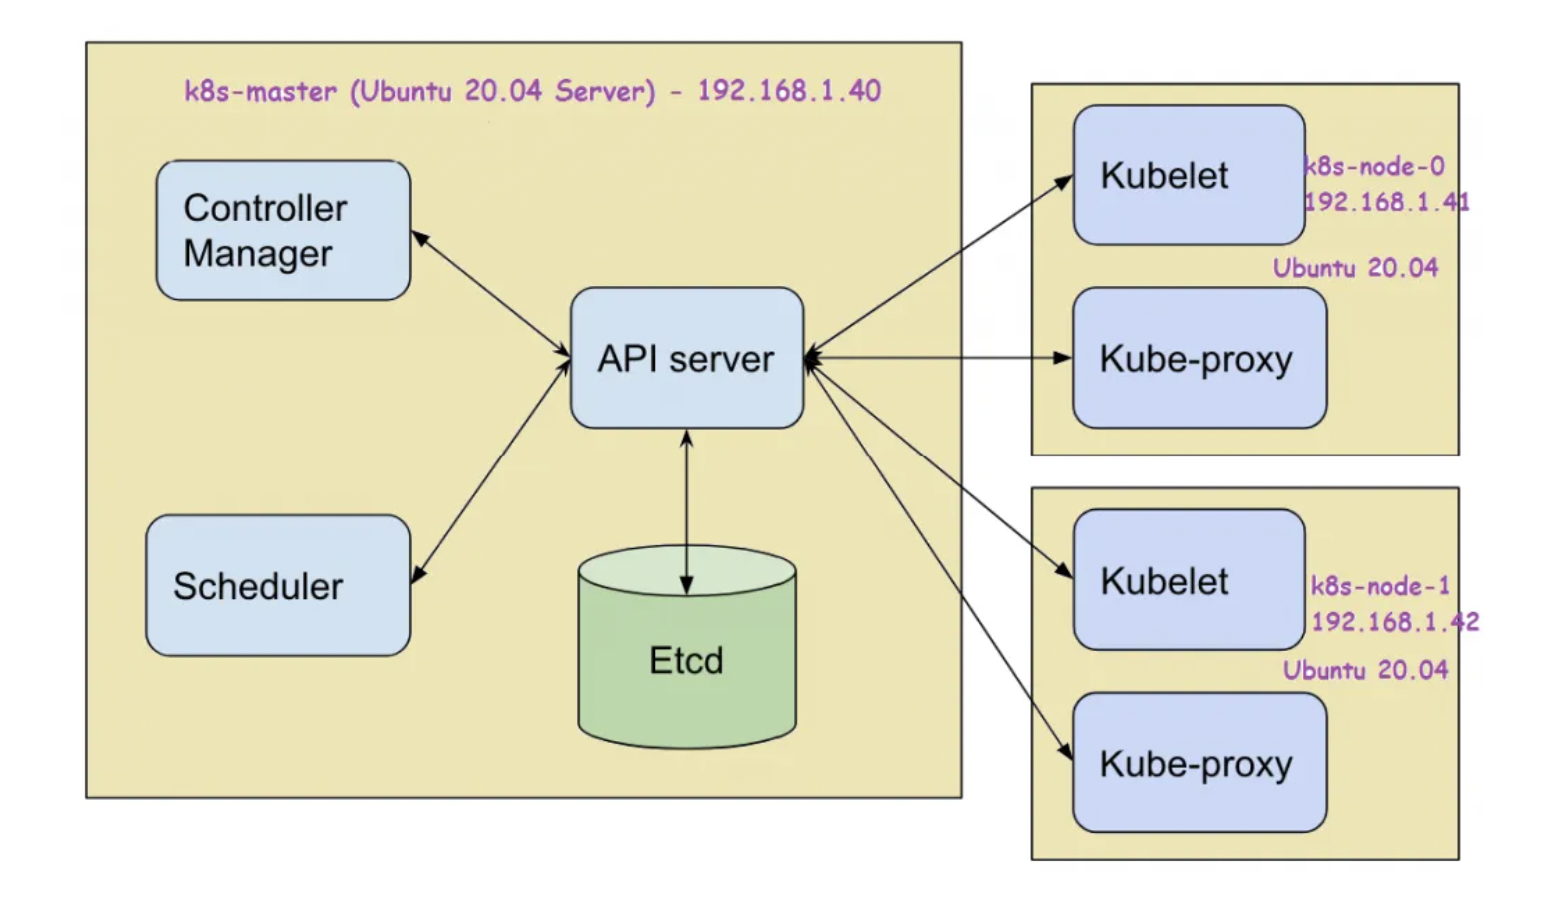 k8s-master (Ubuntu 20.04 Server) - 192.168.1.40
Controller
Manager
API server
Scheduler
Etcd
Kubelet
k8s-node-0
192.168.1.41
Ubuntu 20.04
Kube-proxy
Kubelet
k8s-node-1
192.168.1.42
Ubuntu 20.04
Kube-proxy